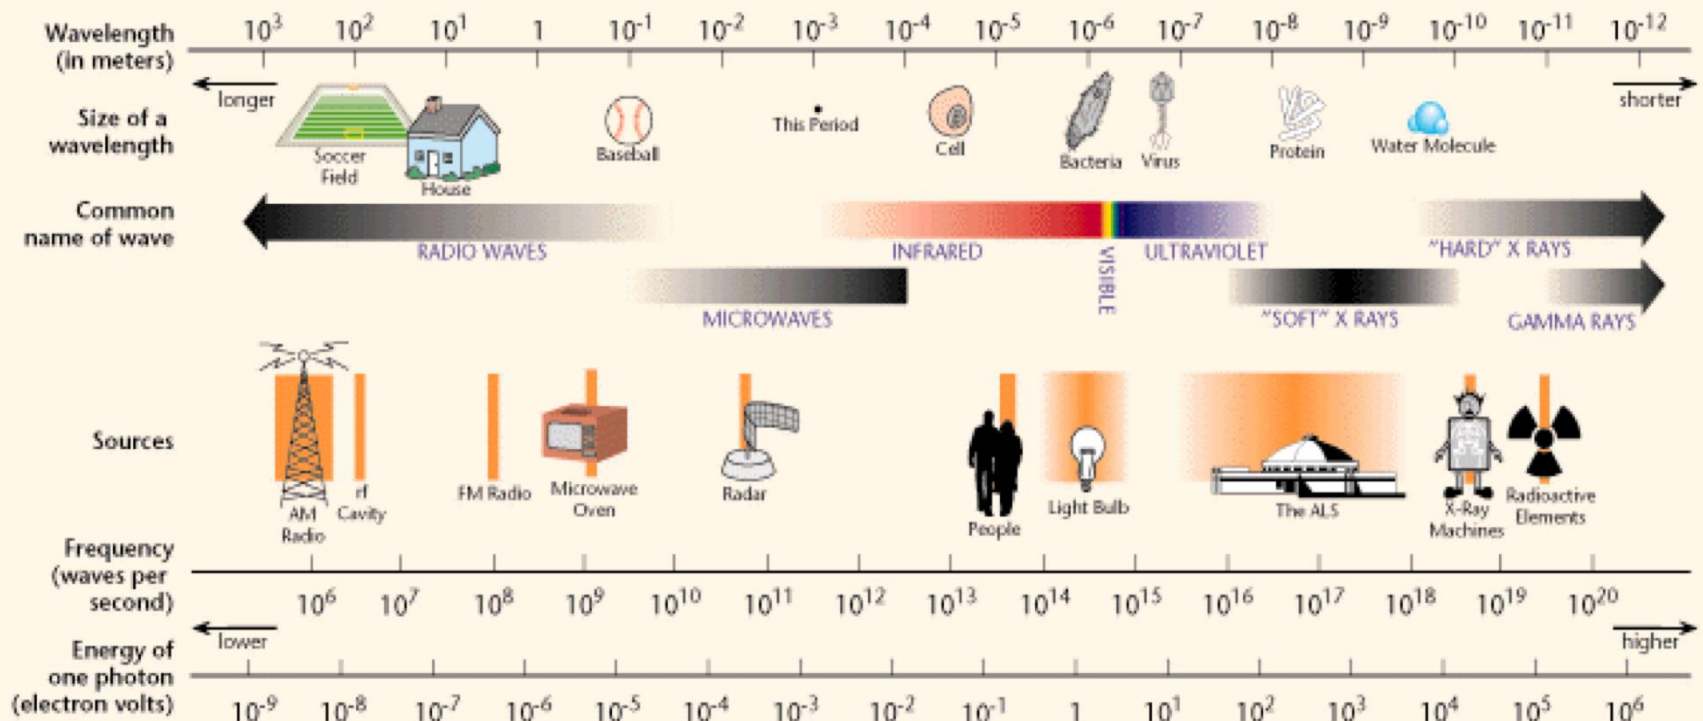 Wavelength
(in meters)
10³ 10² 10¹ 1 10⁻¹ 10⁻² 10⁻³ 10⁻⁴ 10⁻⁵ 10⁻⁶ 10⁻⁷ 10⁻⁸ 10⁻⁹ 10⁻¹⁰ 10⁻¹¹ 10⁻¹²
longer
shorter
Size of a
wavelength
Soccer
Field
House
Baseball
This Period
Cell
Bacteria
Virus
Protein
Water Molecule
Common
name of wave
RADIO WAVES
INFRARED
VISIBLE
ULTRAVIOLET
"HARD" X RAYS
MICROWAVES
"SOFT" X RAYS
GAMMA RAYS
Sources
AM
Radio
rf
Cavity
FM Radio
Microwave
Oven
Radar
People
Light Bulb
The ALS
X-Ray
Machines
Radioactive
Elements
Frequency
(waves per
second)
10⁶ 10⁷ 10⁸ 10⁹ 10¹⁰ 10¹¹ 10¹² 10¹³ 10¹⁴ 10¹⁵ 10¹⁶ 10¹⁷ 10¹⁸ 10¹⁹ 10²⁰
lower
higher
Energy of
one photon
(electron volts)
10⁻⁹ 10⁻⁸ 10⁻⁷ 10⁻⁶ 10⁻⁵ 10⁻⁴ 10⁻³ 10⁻² 10⁻¹ 1 10¹ 10² 10³ 10⁴ 10⁵ 10⁶